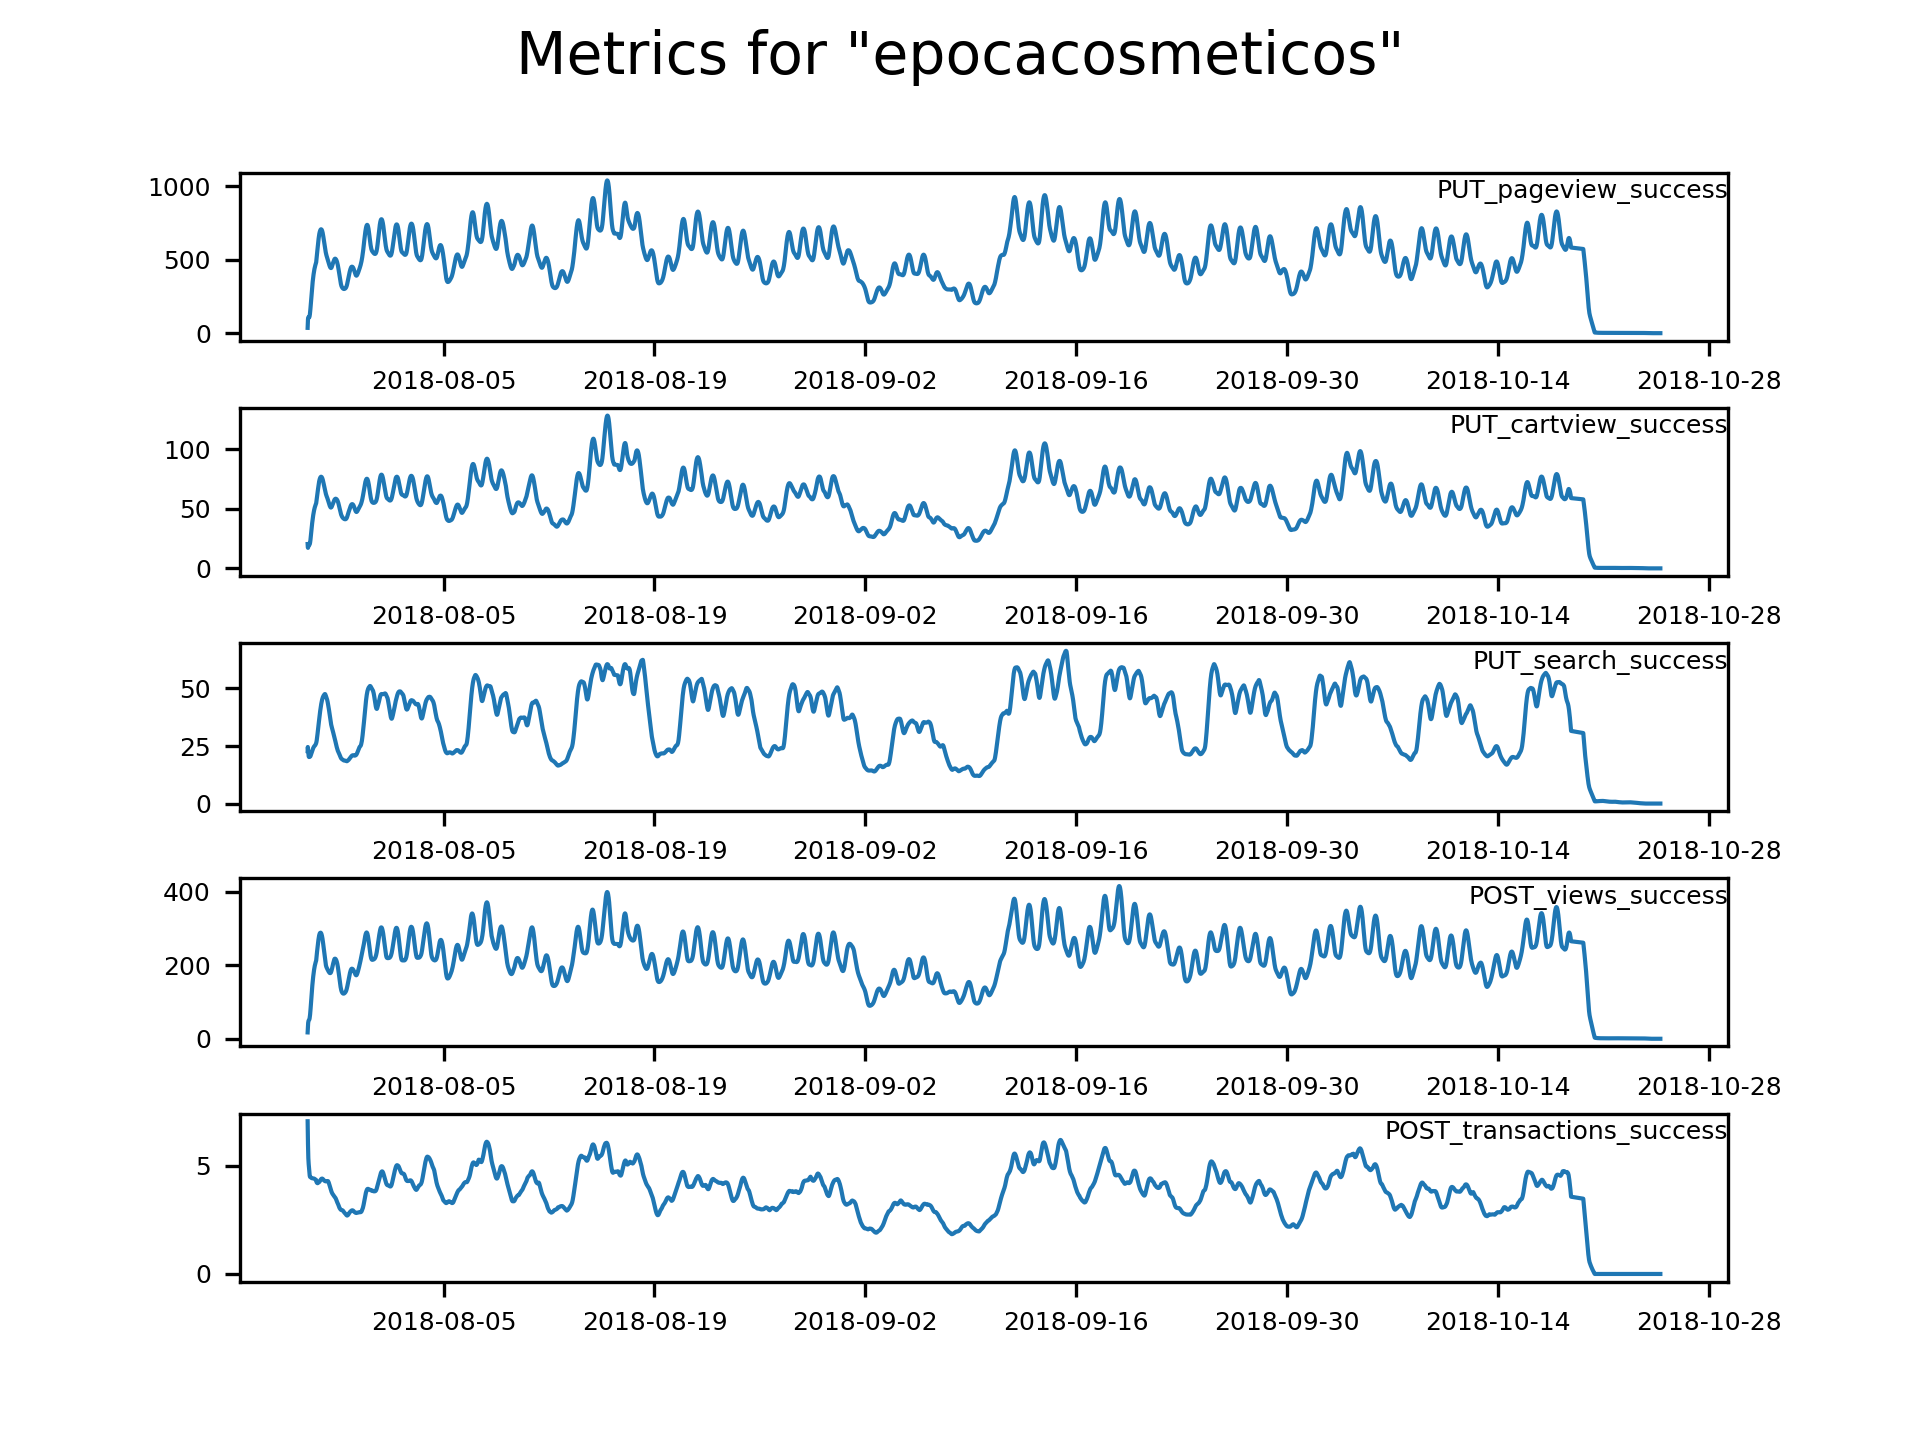 Metrics for "epocacosmeticos"
PUT_pageview_success
1000
500
0
2018-08-05 2018-08-19 2018-09-02 2018-09-16 2018-09-30 2018-10-14 2018-10-28
PUT_cartview_success
100
50
0
2018-08-05 2018-08-19 2018-09-02 2018-09-16 2018-09-30 2018-10-14 2018-10-28
PUT_search_success
50
25
0
2018-08-05 2018-08-19 2018-09-02 2018-09-16 2018-09-30 2018-10-14 2018-10-28
POST_views_success
400
200
0
2018-08-05 2018-08-19 2018-09-02 2018-09-16 2018-09-30 2018-10-14 2018-10-28
POST_transactions_success
5
0
2018-08-05 2018-08-19 2018-09-02 2018-09-16 2018-09-30 2018-10-14 2018-10-28